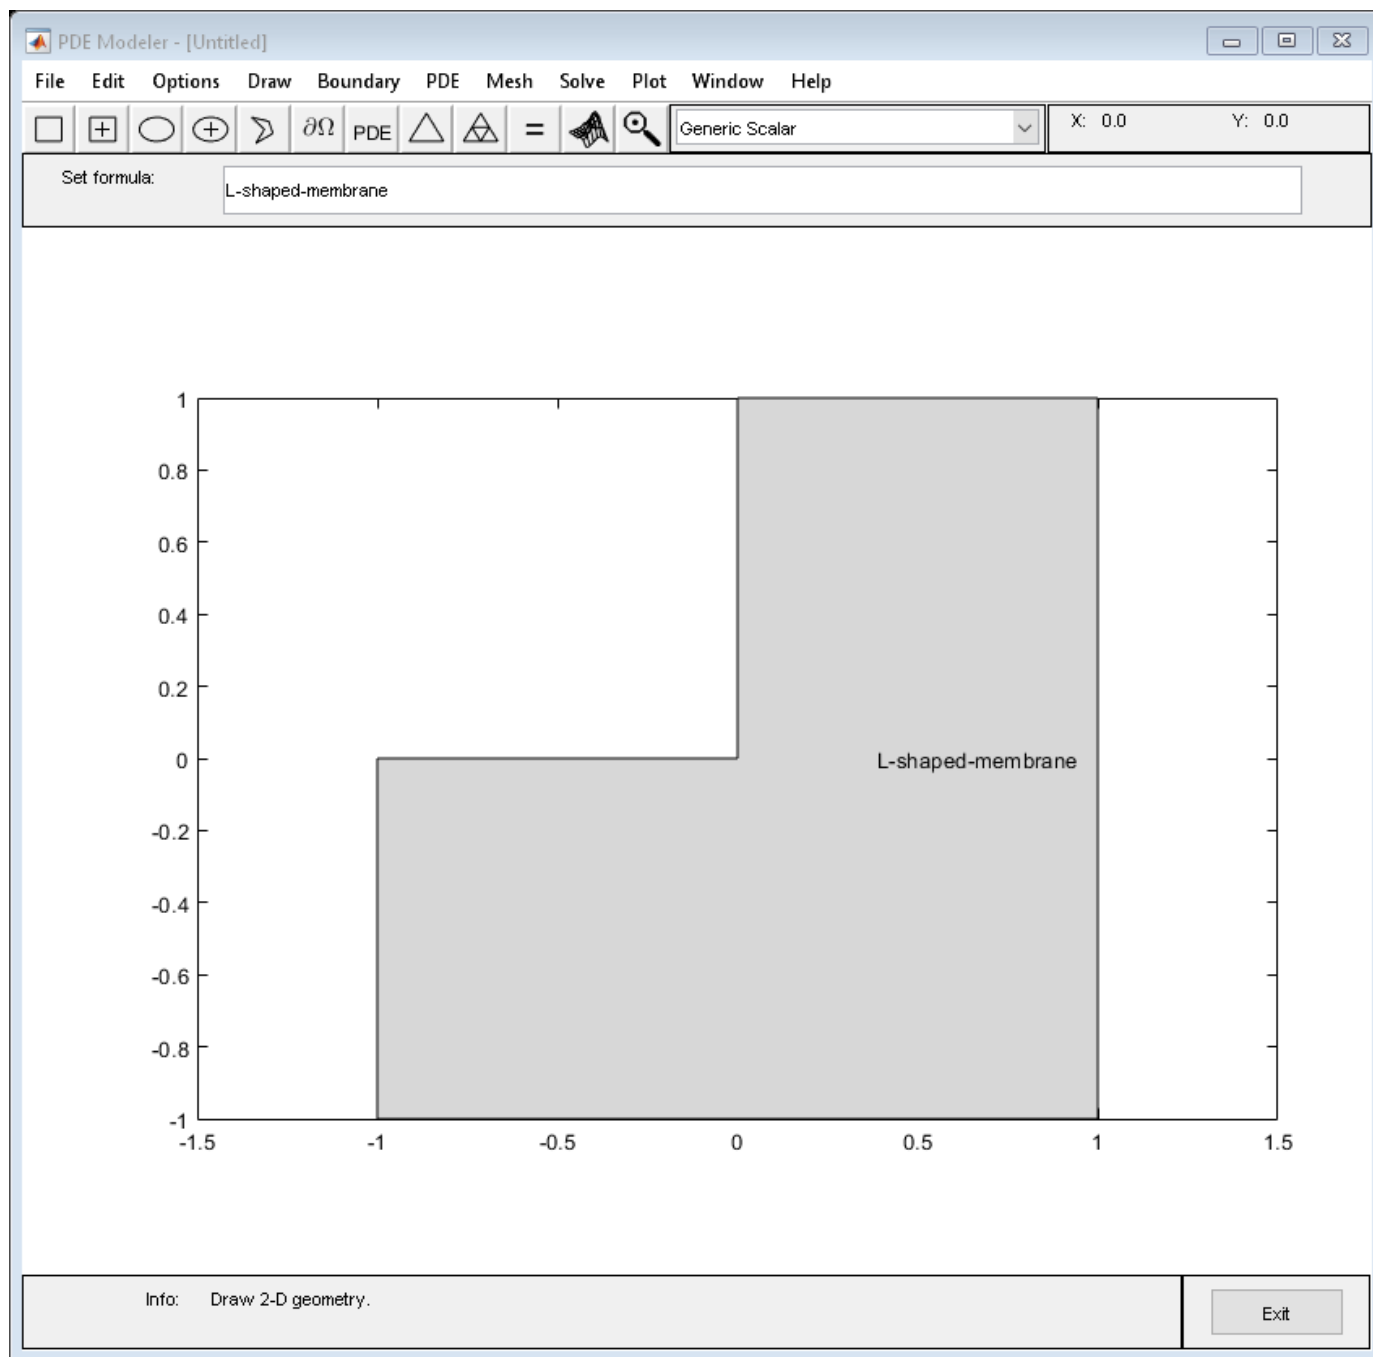 PDE Modeler - [Untitled]
File Edit Options Draw Boundary PDE Mesh Solve Plot Window Help
∂Ω PDE = Generic Scalar X: 0.0 Y: 0.0
Set formula: L-shaped-membrane
1
0.8
0.6
0.4
0.2
0
L-shaped-membrane
-0.2
-0.4
-0.6
-0.8
-1
-1.5 -1 -0.5 0 0.5 1 1.5
Info: Draw 2-D geometry.
Exit